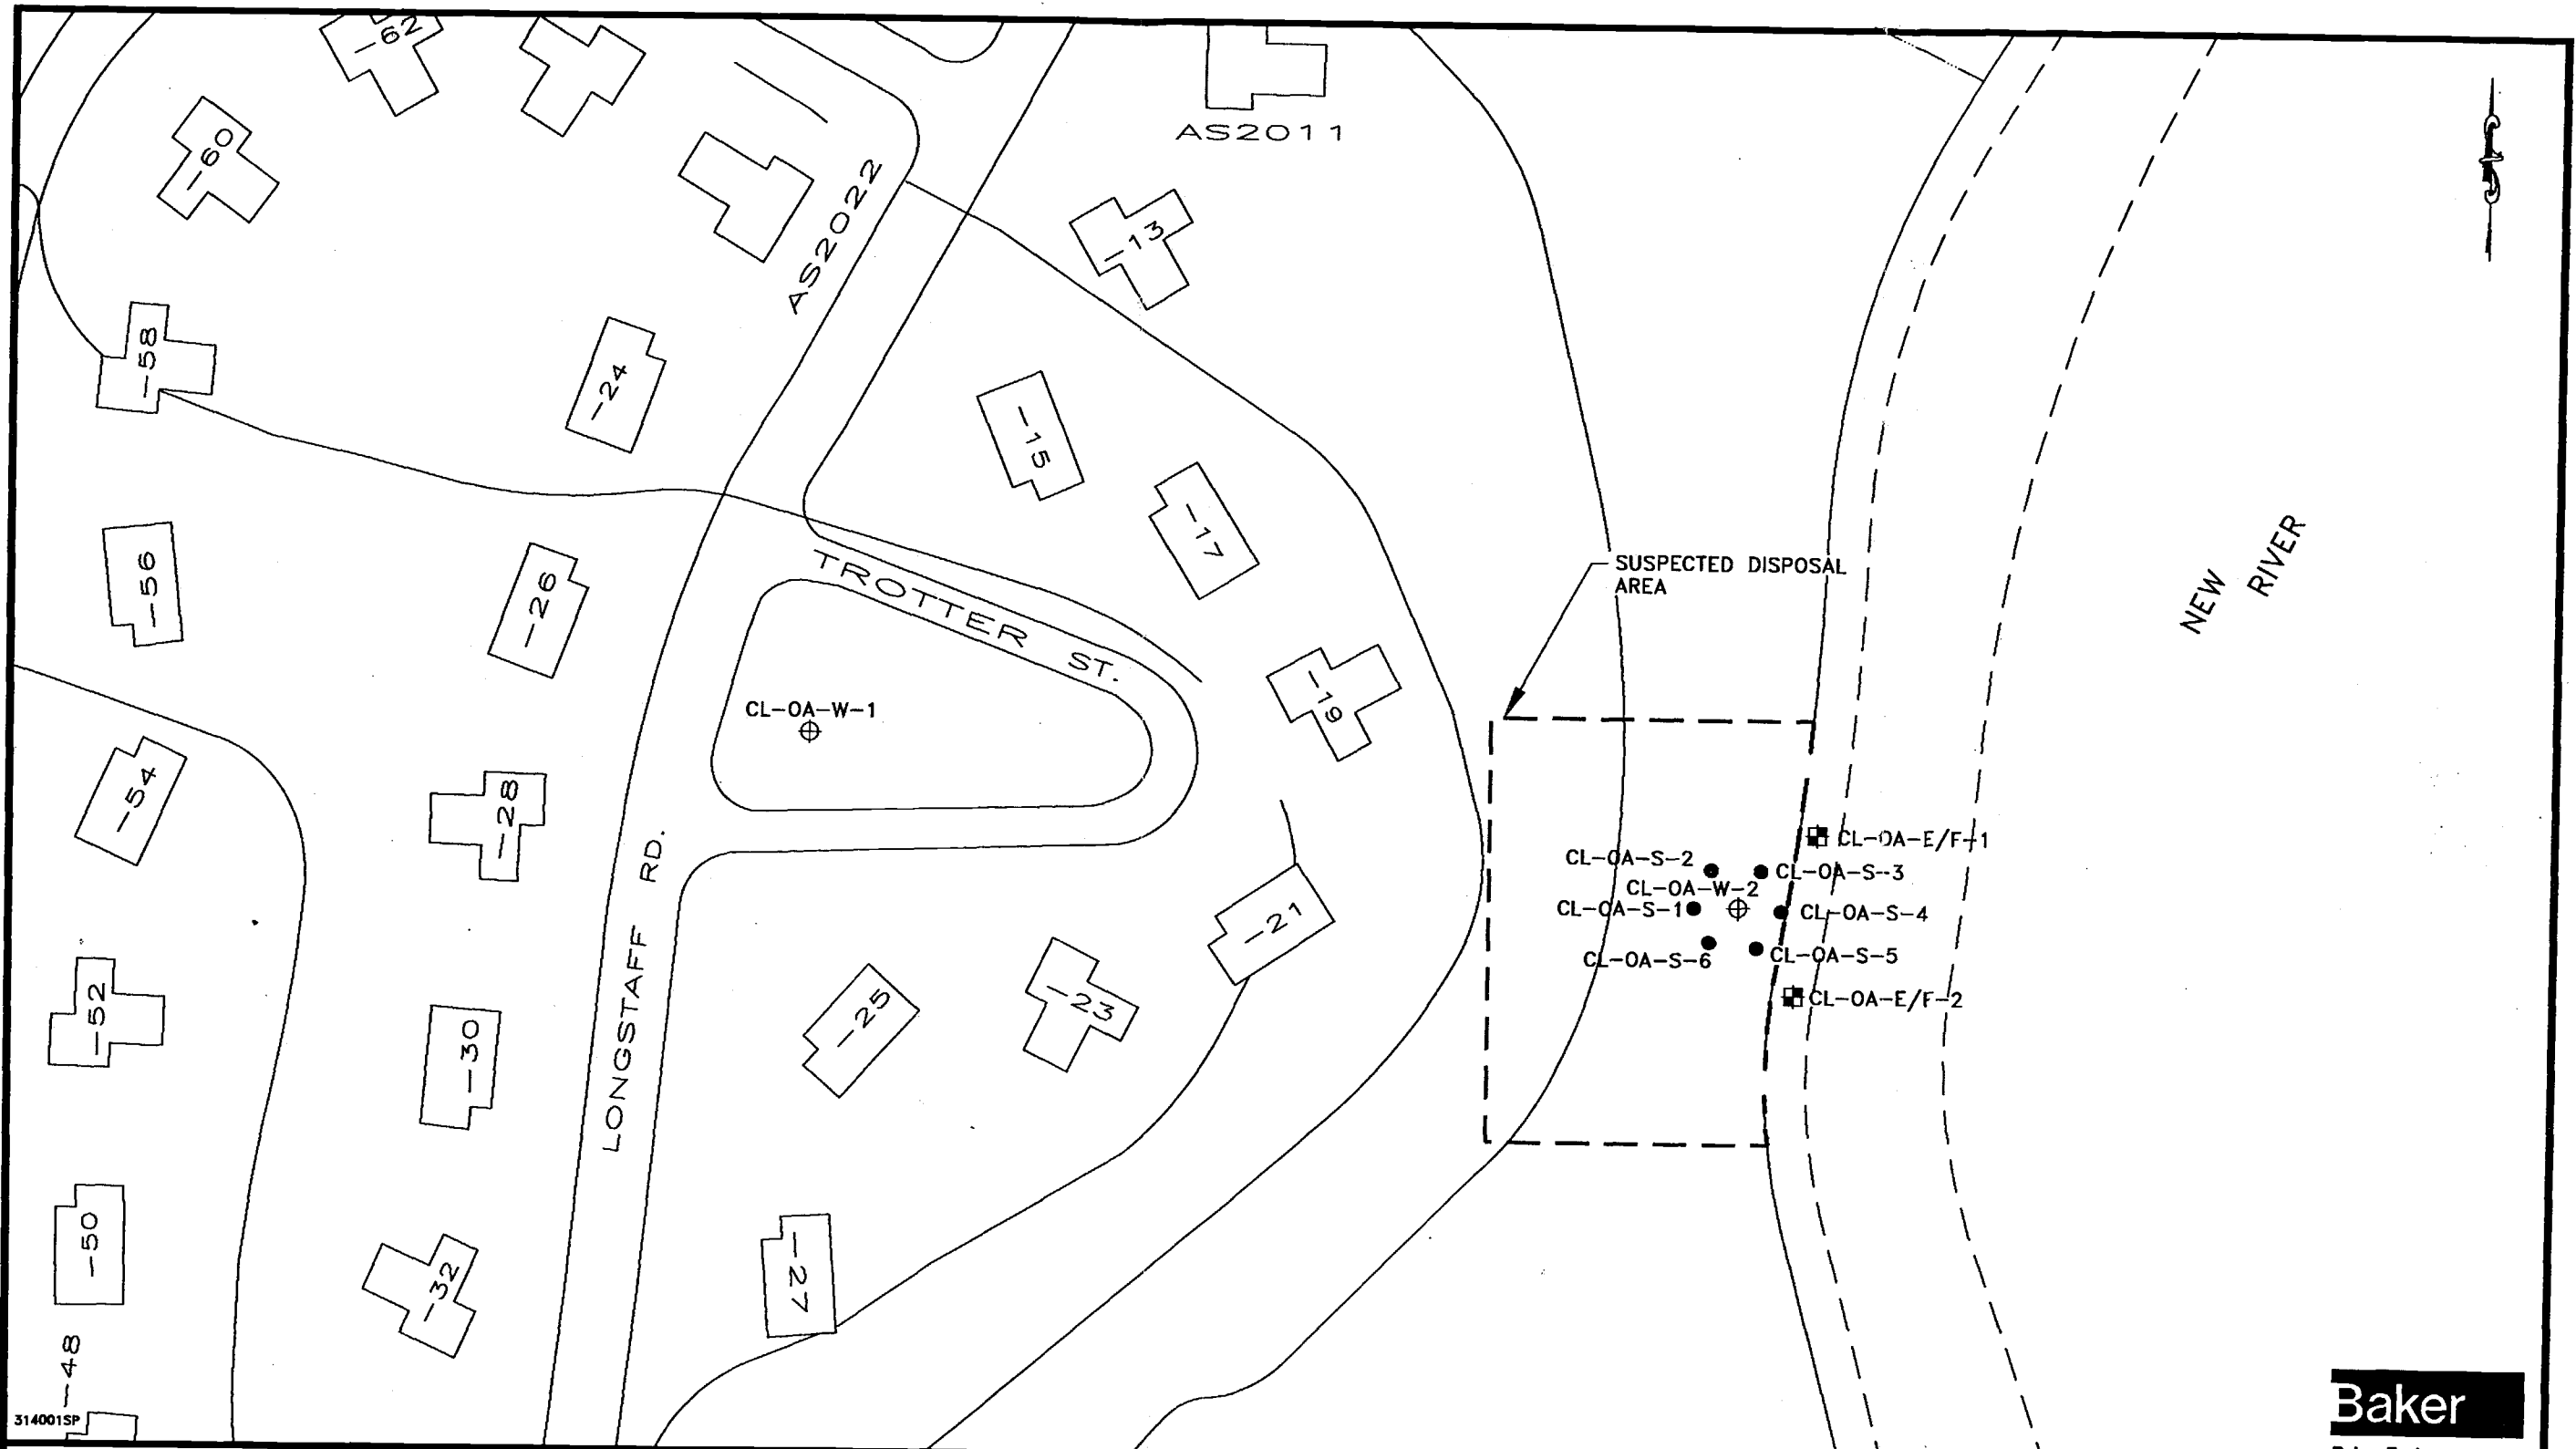 -62
-60
AS2011
AS2022
-13
-58
-24
-15
-17
-56
-26
TROTTER ST.
SUSPECTED DISPOSAL
AREA
NEW RIVER
-19
CL-OA-W-1
-54
-28
LONGSTAFF RD.
CL-OA-E/F-1
CL-OA-S-2
CL-OA-S-3
CL-OA-W-2
CL-OA-S-1
CL-OA-S-4
CL-OA-S-6
CL-OA-S-5
CL-OA-E/F-2
-21
-23
-25
-52
-30
-50
-32
-27
-48
314001SP
Baker